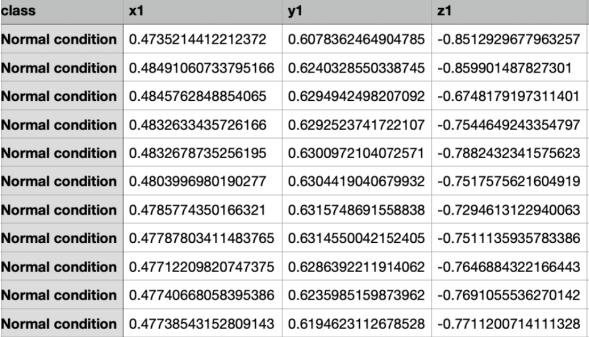 class x1 y1 z1
Normal condition 0.4735214412212372 0.6078362464904785 -0.8512929677963257
Normal condition 0.48491060733795166 0.6240328550338745 -0.859901487827301
Normal condition 0.4845762848854065 0.6294942498207092 -0.6748179197311401
Normal condition 0.4832633435726166 0.6292523741722107 -0.7544649243354797
Normal condition 0.4832678735256195 0.6300972104072571 -0.7882432341575623
Normal condition 0.4803996980190277 0.6304419040679932 -0.7517575621604919
Normal condition 0.4785774350166321 0.6315748691558838 -0.7294613122940063
Normal condition 0.47787803411483765 0.6314550042152405 -0.7511135935783386
Normal condition 0.47712209820747375 0.6286392211914062 -0.7646884322166443
Normal condition 0.47740668058395386 0.6235985159873962 -0.7691055536270142
Normal condition 0.47738543152809143 0.6194623112678528 -0.7711200714111328